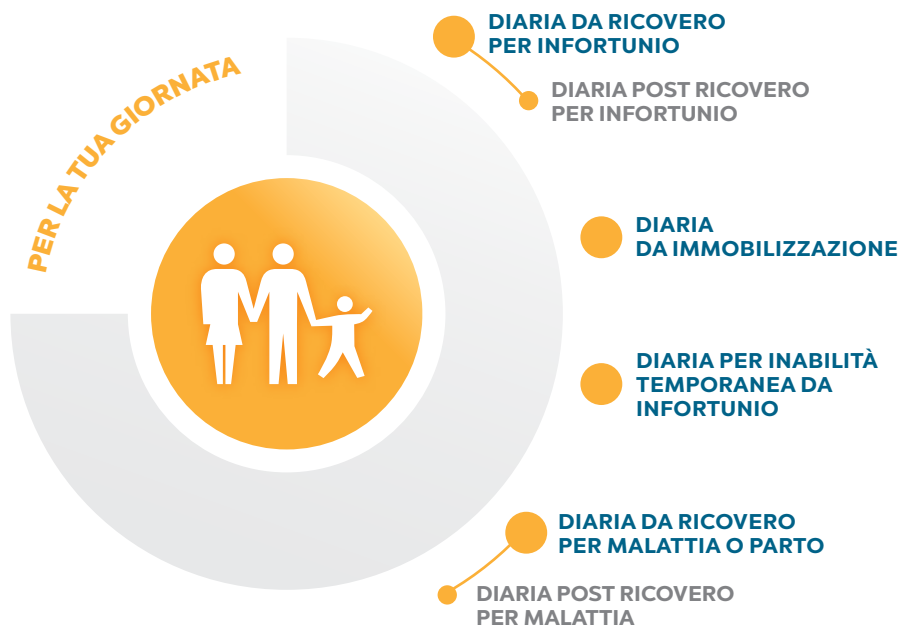 PER LA TUA GIORNATA
DIARIA DA RICOVERO
PER INFORTUNIO
DIARIA POST RICOVERO
PER INFORTUNIO
DIARIA
DA IMMOBILIZZAZIONE
DIARIA PER INABILITÀ
TEMPORANEA DA
INFORTUNIO
DIARIA DA RICOVERO
PER MALATTIA O PARTO
DIARIA POST RICOVERO
PER MALATTIA